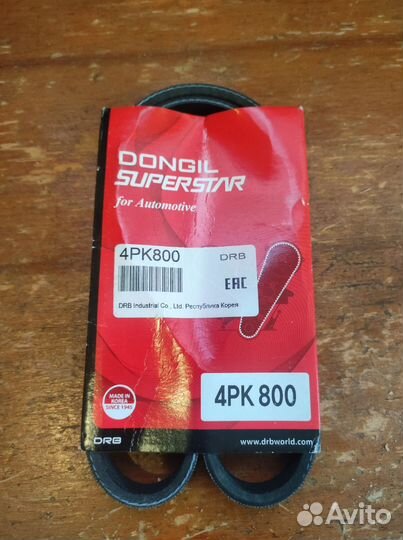 DONGIL
SUPERSTAR
for Automotive
4PK800
DRB
EAC
DRB Industrial Co., Ltd. Республика Корея
4PK 800
MADE IN
KOREA
SINCE 1945
DRB
www.drbworld.com
Avito